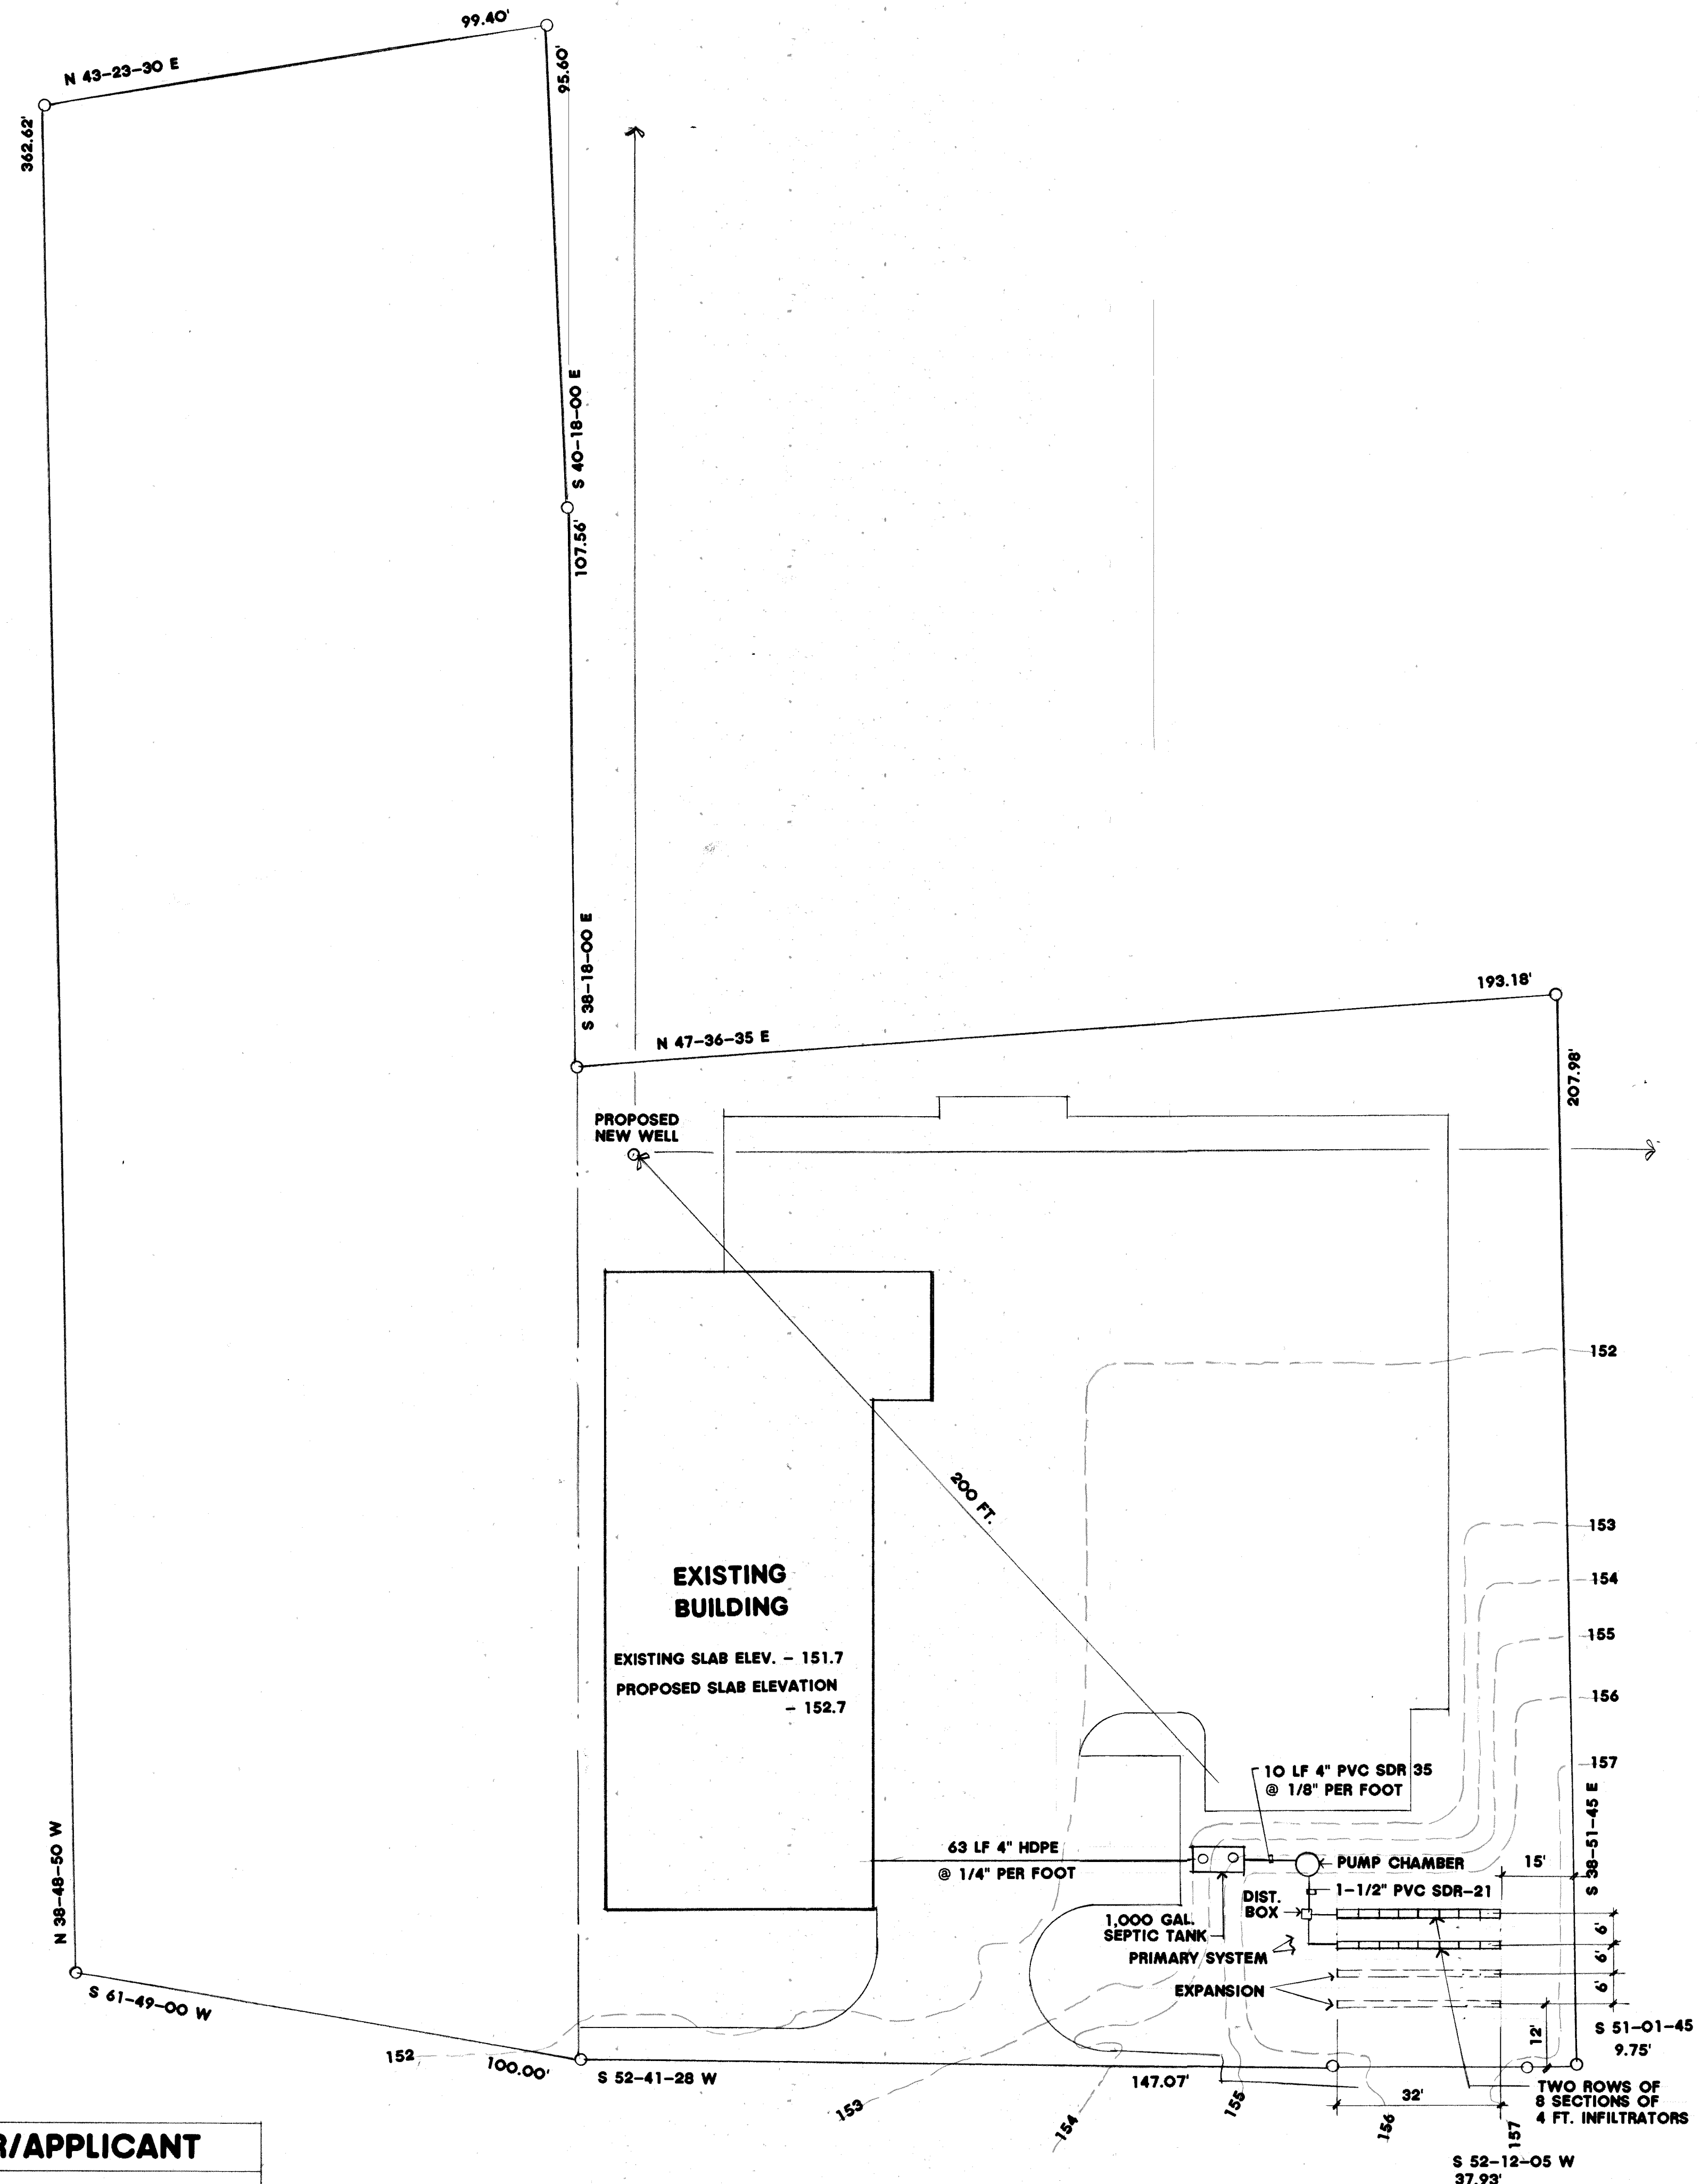 99.40'
N 43-23-30 E
95.60'
362.62'
S 40-18-00 E
107.56'
S 38-18-00 E
193.18'
N 47-36-35 E
207.98'
PROPOSED
NEW WELL
152
200 FT.
153
154
155
156
157
EXISTING
BUILDING
EXISTING SLAB ELEV. - 151.7
PROPOSED SLAB ELEVATION
- 152.7
10 LF 4" PVC SDR 35
@ 1/8" PER FOOT
S 38-51-45 E
N 38-48-50 W
63 LF 4" HDPE
@ 1/4" PER FOOT
PUMP CHAMBER
15'
1-1/2" PVC SDR-21
DIST.
BOX
1,000 GAL.
SEPTIC TANK
PRIMARY SYSTEM
6'
6'
EXPANSION
6'
12'
S 61-49-00 W
S 51-01-45
9.75'
152
100.00'
S 52-41-28 W
147.07'
TWO ROWS OF
8 SECTIONS OF
4 FT. INFILTRATORS
32'
153
154
155
156
157
S 52-12-05 W
37.93'
R/APPLICANT